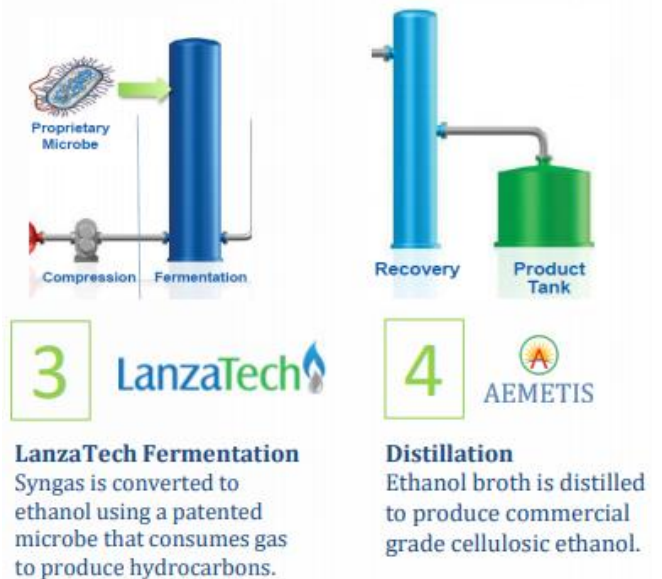 Proprietary
Microbe
Compression
Fermentation
Recovery
Product
Tank
3
LanzaTech
LanzaTech Fermentation
Syngas is converted to
ethanol using a patented
microbe that consumes gas
to produce hydrocarbons.
4
A
AEMETIS
Distillation
Ethanol broth is distilled
to produce commercial
grade cellulosic ethanol.